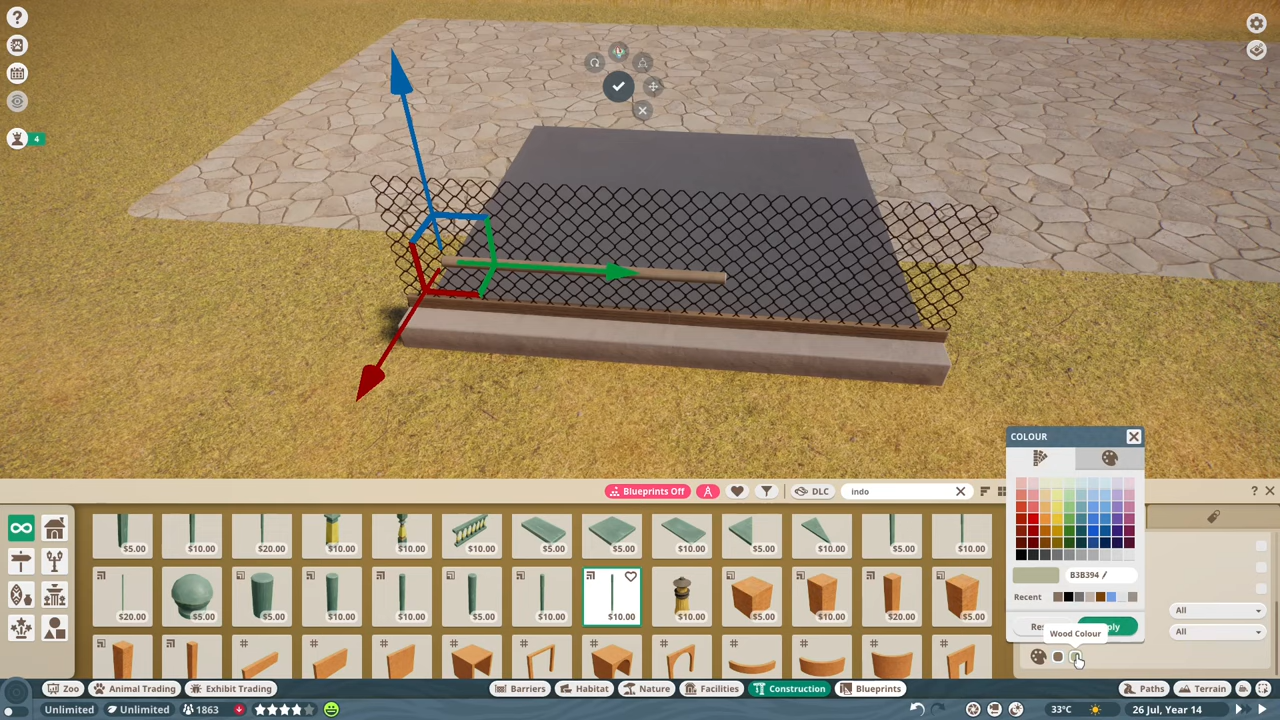 ?
4
COLOUR
Blueprints Off
DLC
indo
?
$5.00
$10.00
$20.00
$10.00
$10.00
$10.00
$5.00
$5.00
$10.00
$5.00
$10.00
$5.00
$10.00
B3B394
Recent
$20.00
$5.00
$5.00
$10.00
$10.00
$5.00
$10.00
$10.00
$10.00
$5.00
$10.00
$20.00
$5.00
All
All
Wood Colour
Zoo
Animal Trading
Exhibit Trading
Barriers
Habitat
Nature
Facilities
Construction
Blueprints
Paths
Terrain
Unlimited
Unlimited
1863
33°C
26 Jul, Year 14